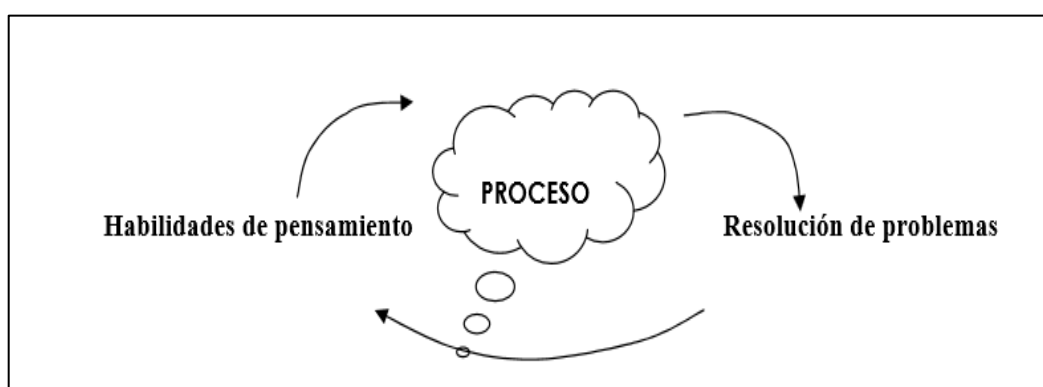 PROCESO
Habilidades de pensamiento
Resolución de problemas